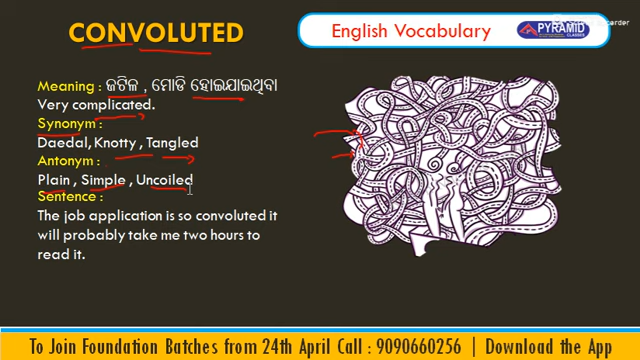 CONVOLUTED
English Vocabulary
PYRAMID
CLASSES
Meaning : ଜଟିଳ , ମୋଡି ହୋଇଯାଇଥିବା
Very complicated.
Synonym :
Daedal, Knotty , Tangled
Antonym :
Plain , Simple , Uncoiled
Sentence :
The job application is so convoluted it
will probably take me two hours to
read it.
To Join Foundation Batches from 24th April Call : 9090660256 | Download the App